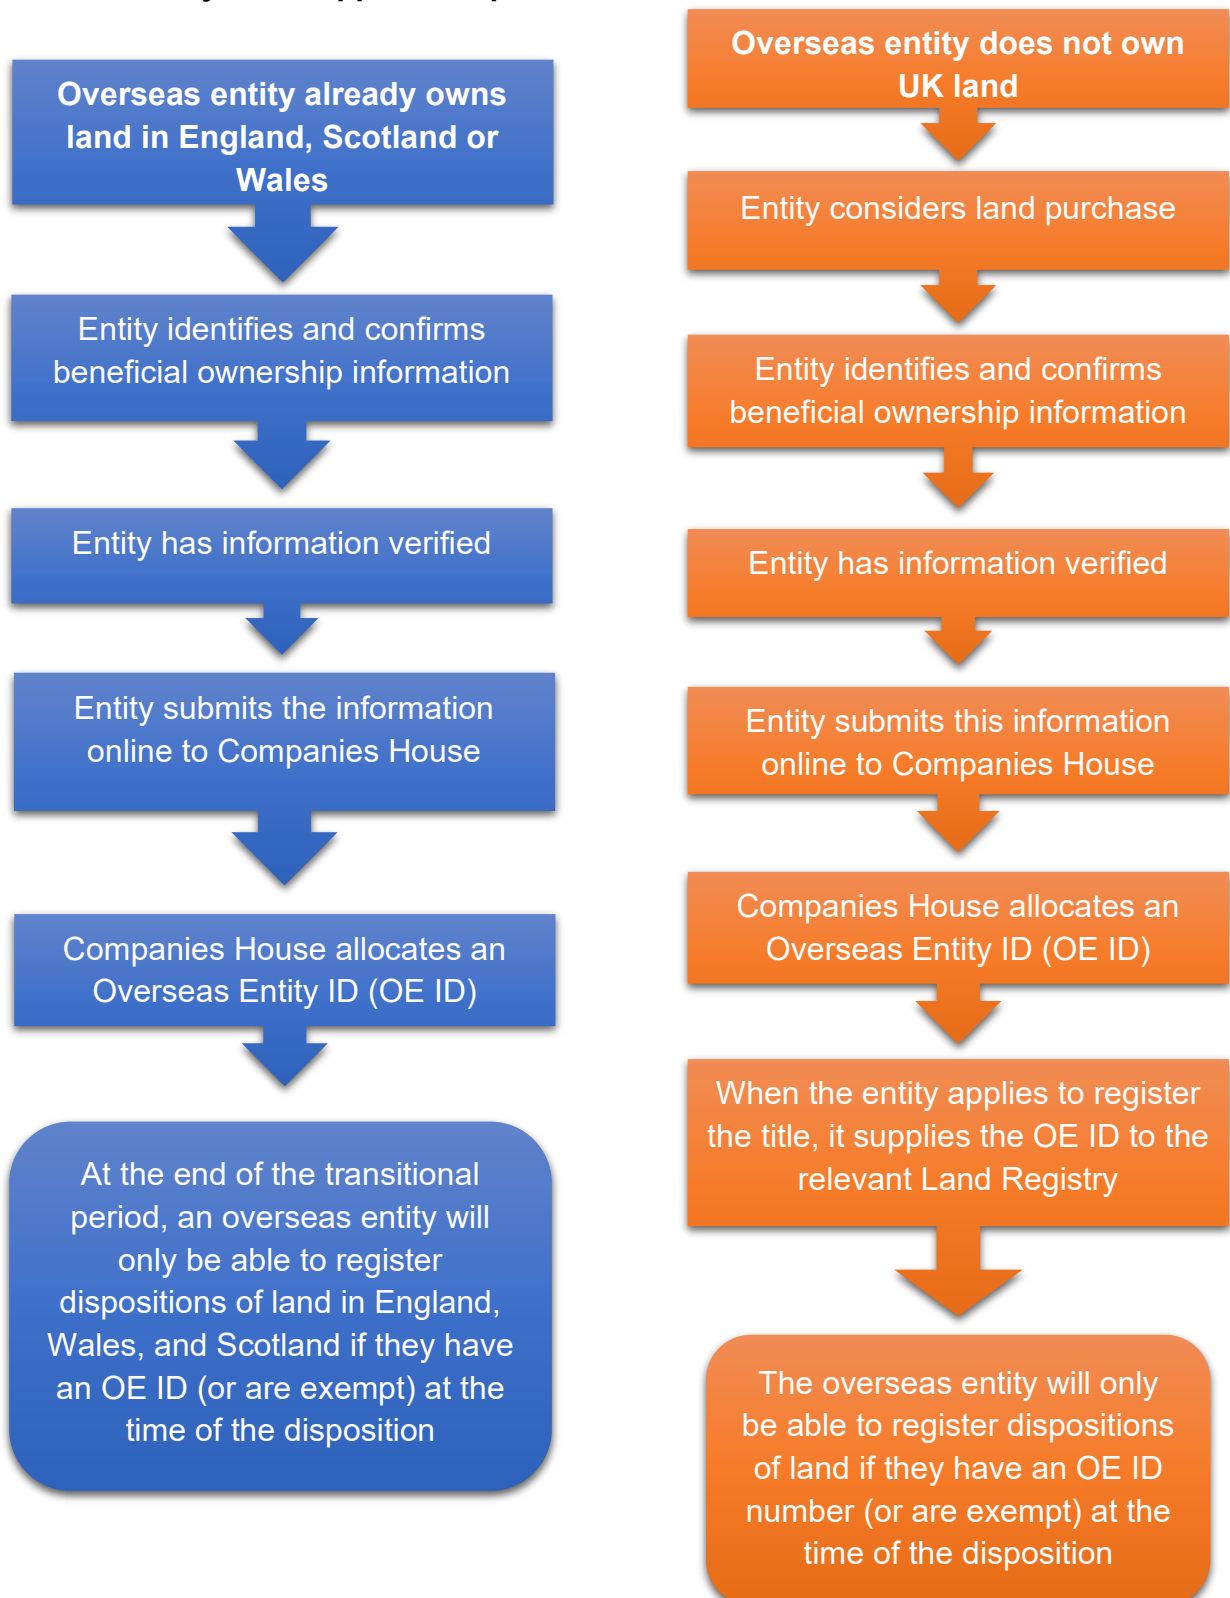 Overseas entity already owns
land in England, Scotland or
Wales
Entity identifies and confirms
beneficial ownership information
Entity has information verified
Entity submits the information
online to Companies House
Companies House allocates an
Overseas Entity ID (OE ID)
At the end of the transitional
period, an overseas entity will
only be able to register
dispositions of land in England,
Wales, and Scotland if they have
an OE ID (or are exempt) at the
time of the disposition
Overseas entity does not own
UK land
Entity considers land purchase
Entity identifies and confirms
beneficial ownership information
Entity has information verified
Entity submits this information
online to Companies House
Companies House allocates an
Overseas Entity ID (OE ID)
When the entity applies to register
the title, it supplies the OE ID to the
relevant Land Registry
The overseas entity will only
be able to register dispositions
of land if they have an OE ID
number (or are exempt) at the
time of the disposition